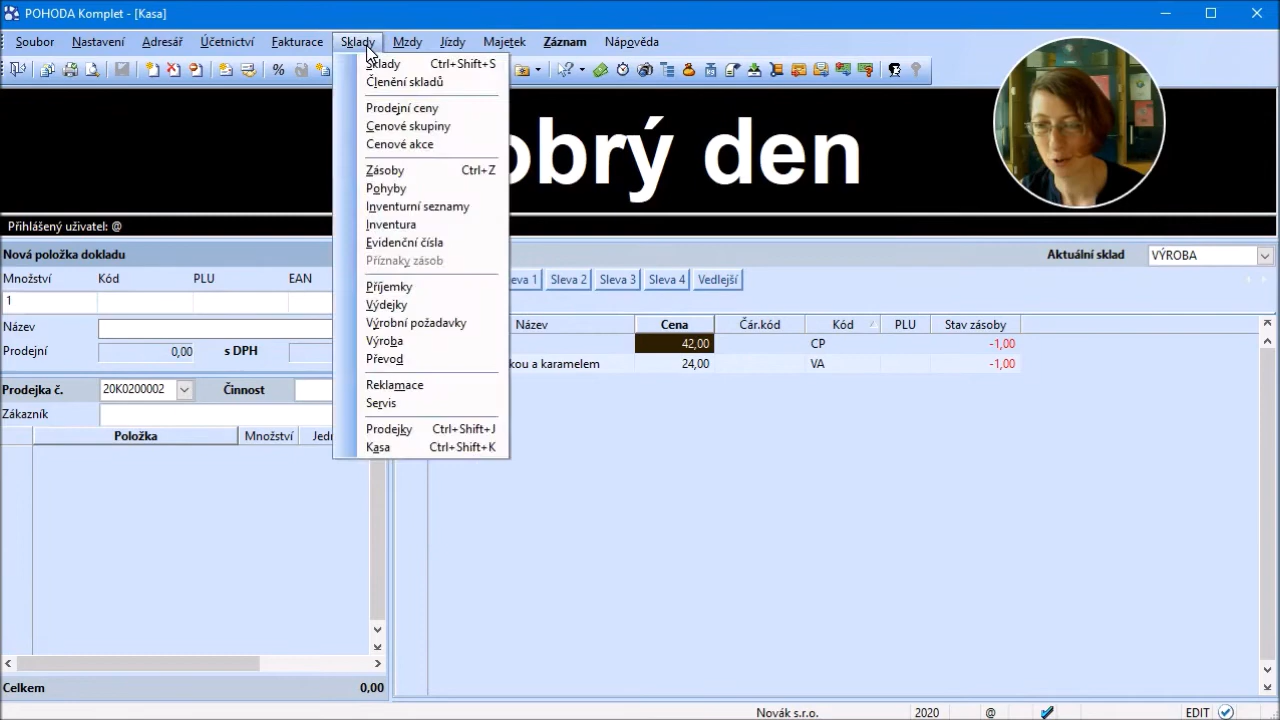 POHODA Komplet - [Kasa]
Soubor Nastavení Adresář Účetnictví Fakturace Sklady Mzdy Jízdy Majetek Záznam Nápověda
Sklady Ctrl+Shift+S
Členění skladů
Prodejní ceny
Cenové skupiny
Cenové akce
Zásoby Ctrl+Z
Pohyby
Inventurní seznamy
Inventura
Evidenční čísla
Příznaky zásob
Příjemky
Výdejky
Výrobní požadavky
Výroba
Převod
Reklamace
Servis
Prodejky Ctrl+Shift+J
Kasa Ctrl+Shift+K
obrý den
Přihlášený uživatel: @
Nová položka dokladu
Aktuální sklad VÝROBA
Množství Kód PLU EAN
1
Název
Prodejní 0,00 s DPH
Prodejka č. 20K0200002 Činnost
Zákazník
Položka Množství Jedn
Celkem 0,00
eva 1 Sleva 2 Sleva 3 Sleva 4 Vedlejší
Název Cena Čár.kód Kód PLU Stav zásoby
42,00 CP -1,00
kou a karamelem 24,00 VA -1,00
Novák s.r.o. 2020 @ EDIT